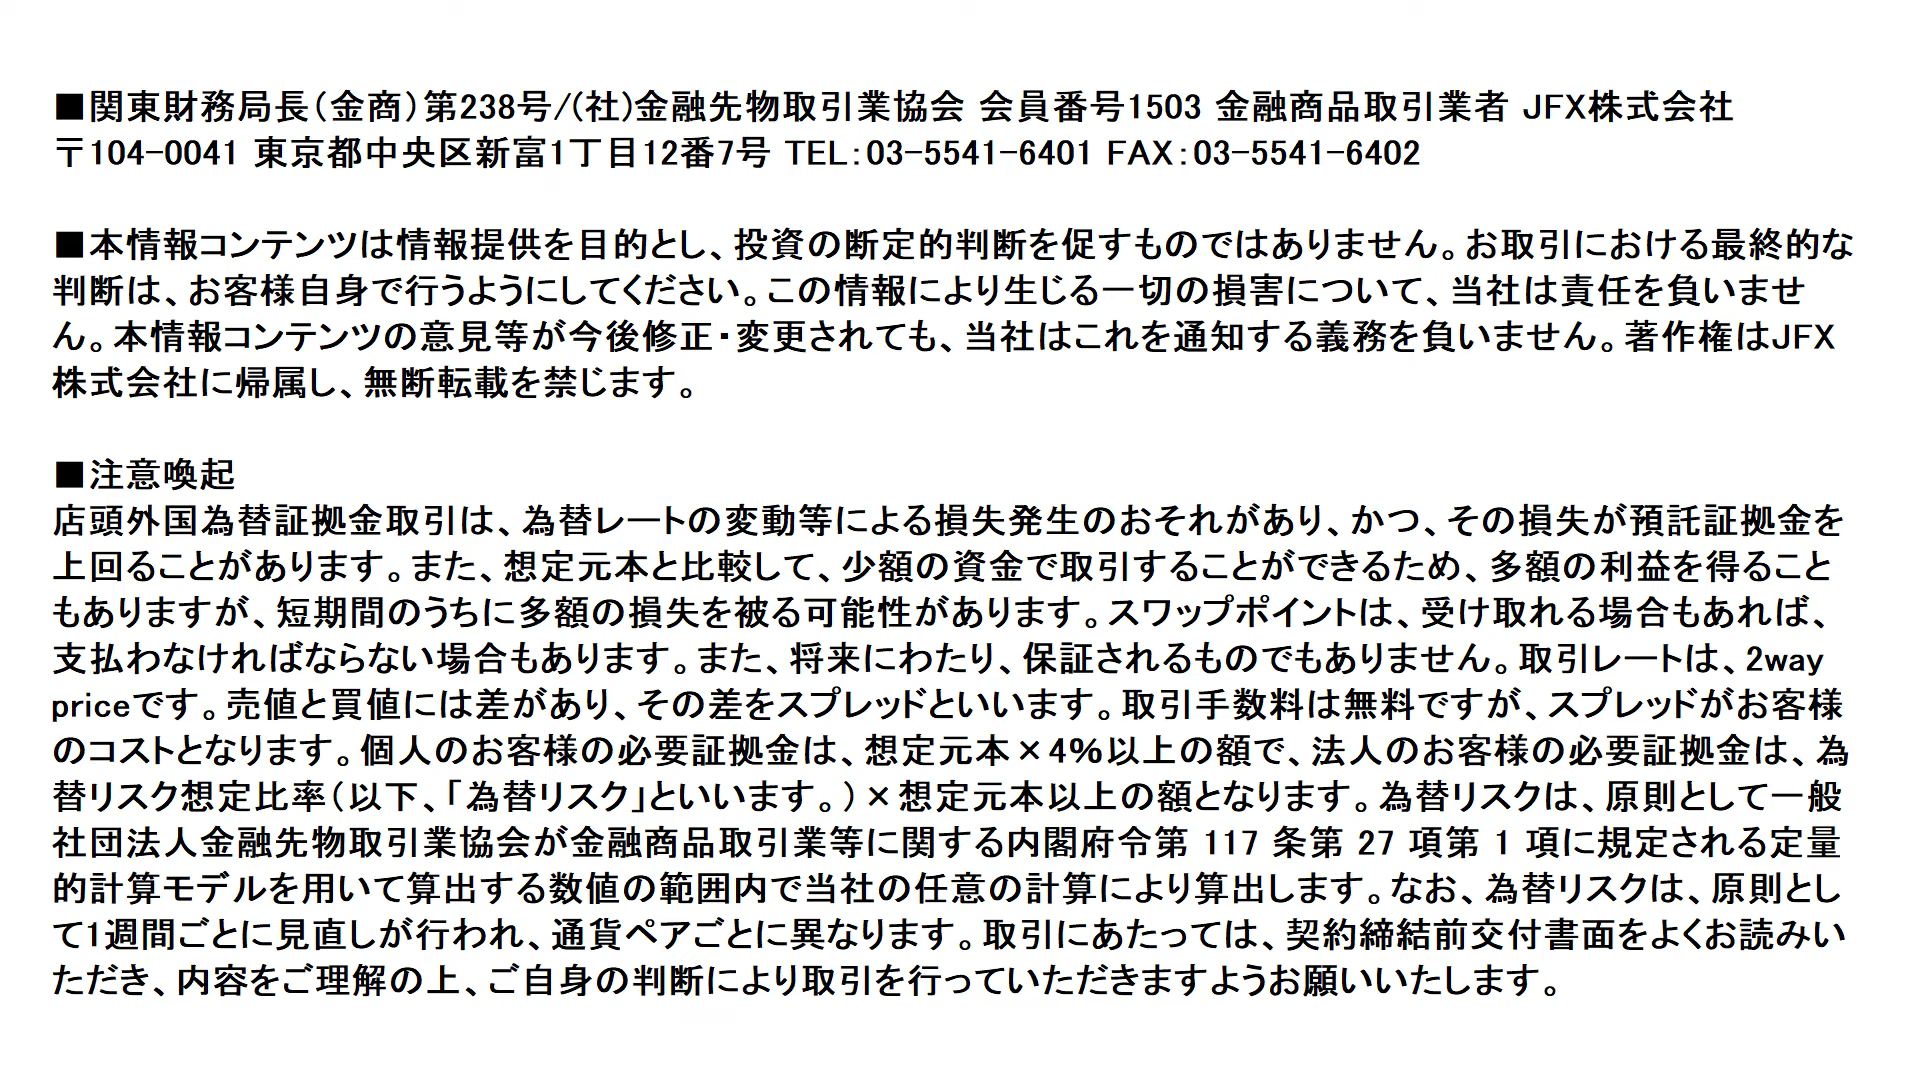 ■関東財務局長（金商）第238号/(社)金融先物取引業協会 会員番号1503 金融商品取引業者 JFX株式会社
〒104-0041 東京都中央区新富1丁目12番7号 TEL：03-5541-6401 FAX：03-5541-6402
■本情報コンテンツは情報提供を目的とし、投資の断定的判断を促すものではありません。お取引における最終的な
判断は、お客様自身で行うようにしてください。この情報により生じる一切の損害について、当社は責任を負いませ
ん。本情報コンテンツの意見等が今後修正・変更されても、当社はこれを通知する義務を負いません。著作権はJFX
株式会社に帰属し、無断転載を禁じます。
■注意喚起
店頭外国為替証拠金取引は、為替レートの変動等による損失発生のおそれがあり、かつ、その損失が預託証拠金を
上回ることがあります。また、想定元本と比較して、少額の資金で取引することができるため、多額の利益を得ること
もありますが、短期間のうちに多額の損失を被る可能性があります。スワップポイントは、受け取れる場合もあれば、
支払わなければならない場合もあります。また、将来にわたり、保証されるものでもありません。取引レートは、2way
priceです。売値と買値には差があり、その差をスプレッドといいます。取引手数料は無料ですが、スプレッドがお客様
のコストとなります。個人のお客様の必要証拠金は、想定元本×4％以上の額で、法人のお客様の必要証拠金は、為
替リスク想定比率（以下、「為替リスク」といいます。）×想定元本以上の額となります。為替リスクは、原則として一般
社団法人金融先物取引業協会が金融商品取引業等に関する内閣府令第 117 条第 27 項第 1 項に規定される定量
的計算モデルを用いて算出する数値の範囲内で当社の任意の計算により算出します。なお、為替リスクは、原則とし
て1週間ごとに見直しが行われ、通貨ペアごとに異なります。取引にあたっては、契約締結前交付書面をよくお読みい
ただき、内容をご理解の上、ご自身の判断により取引を行っていただきますようお願いいたします。